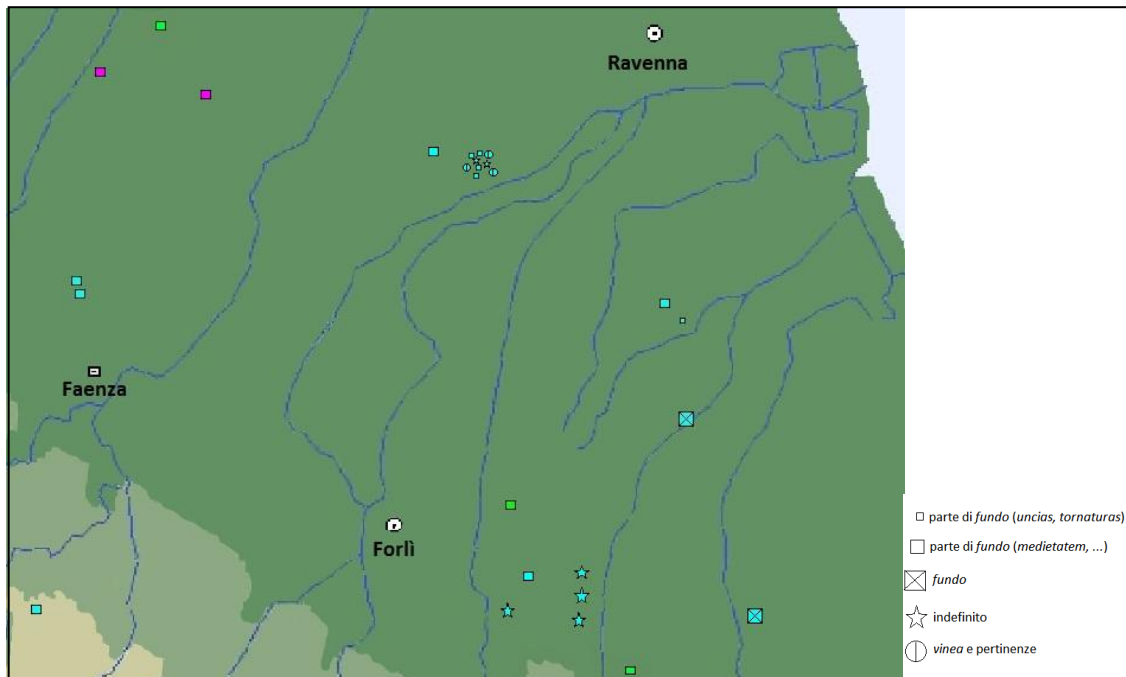 Ravenna
Faenza
Forlì
parte di fundo (uncias, tornaturas)
parte di fundo (medietatem, ...)
fundo
indefinito
vinea e pertinenze